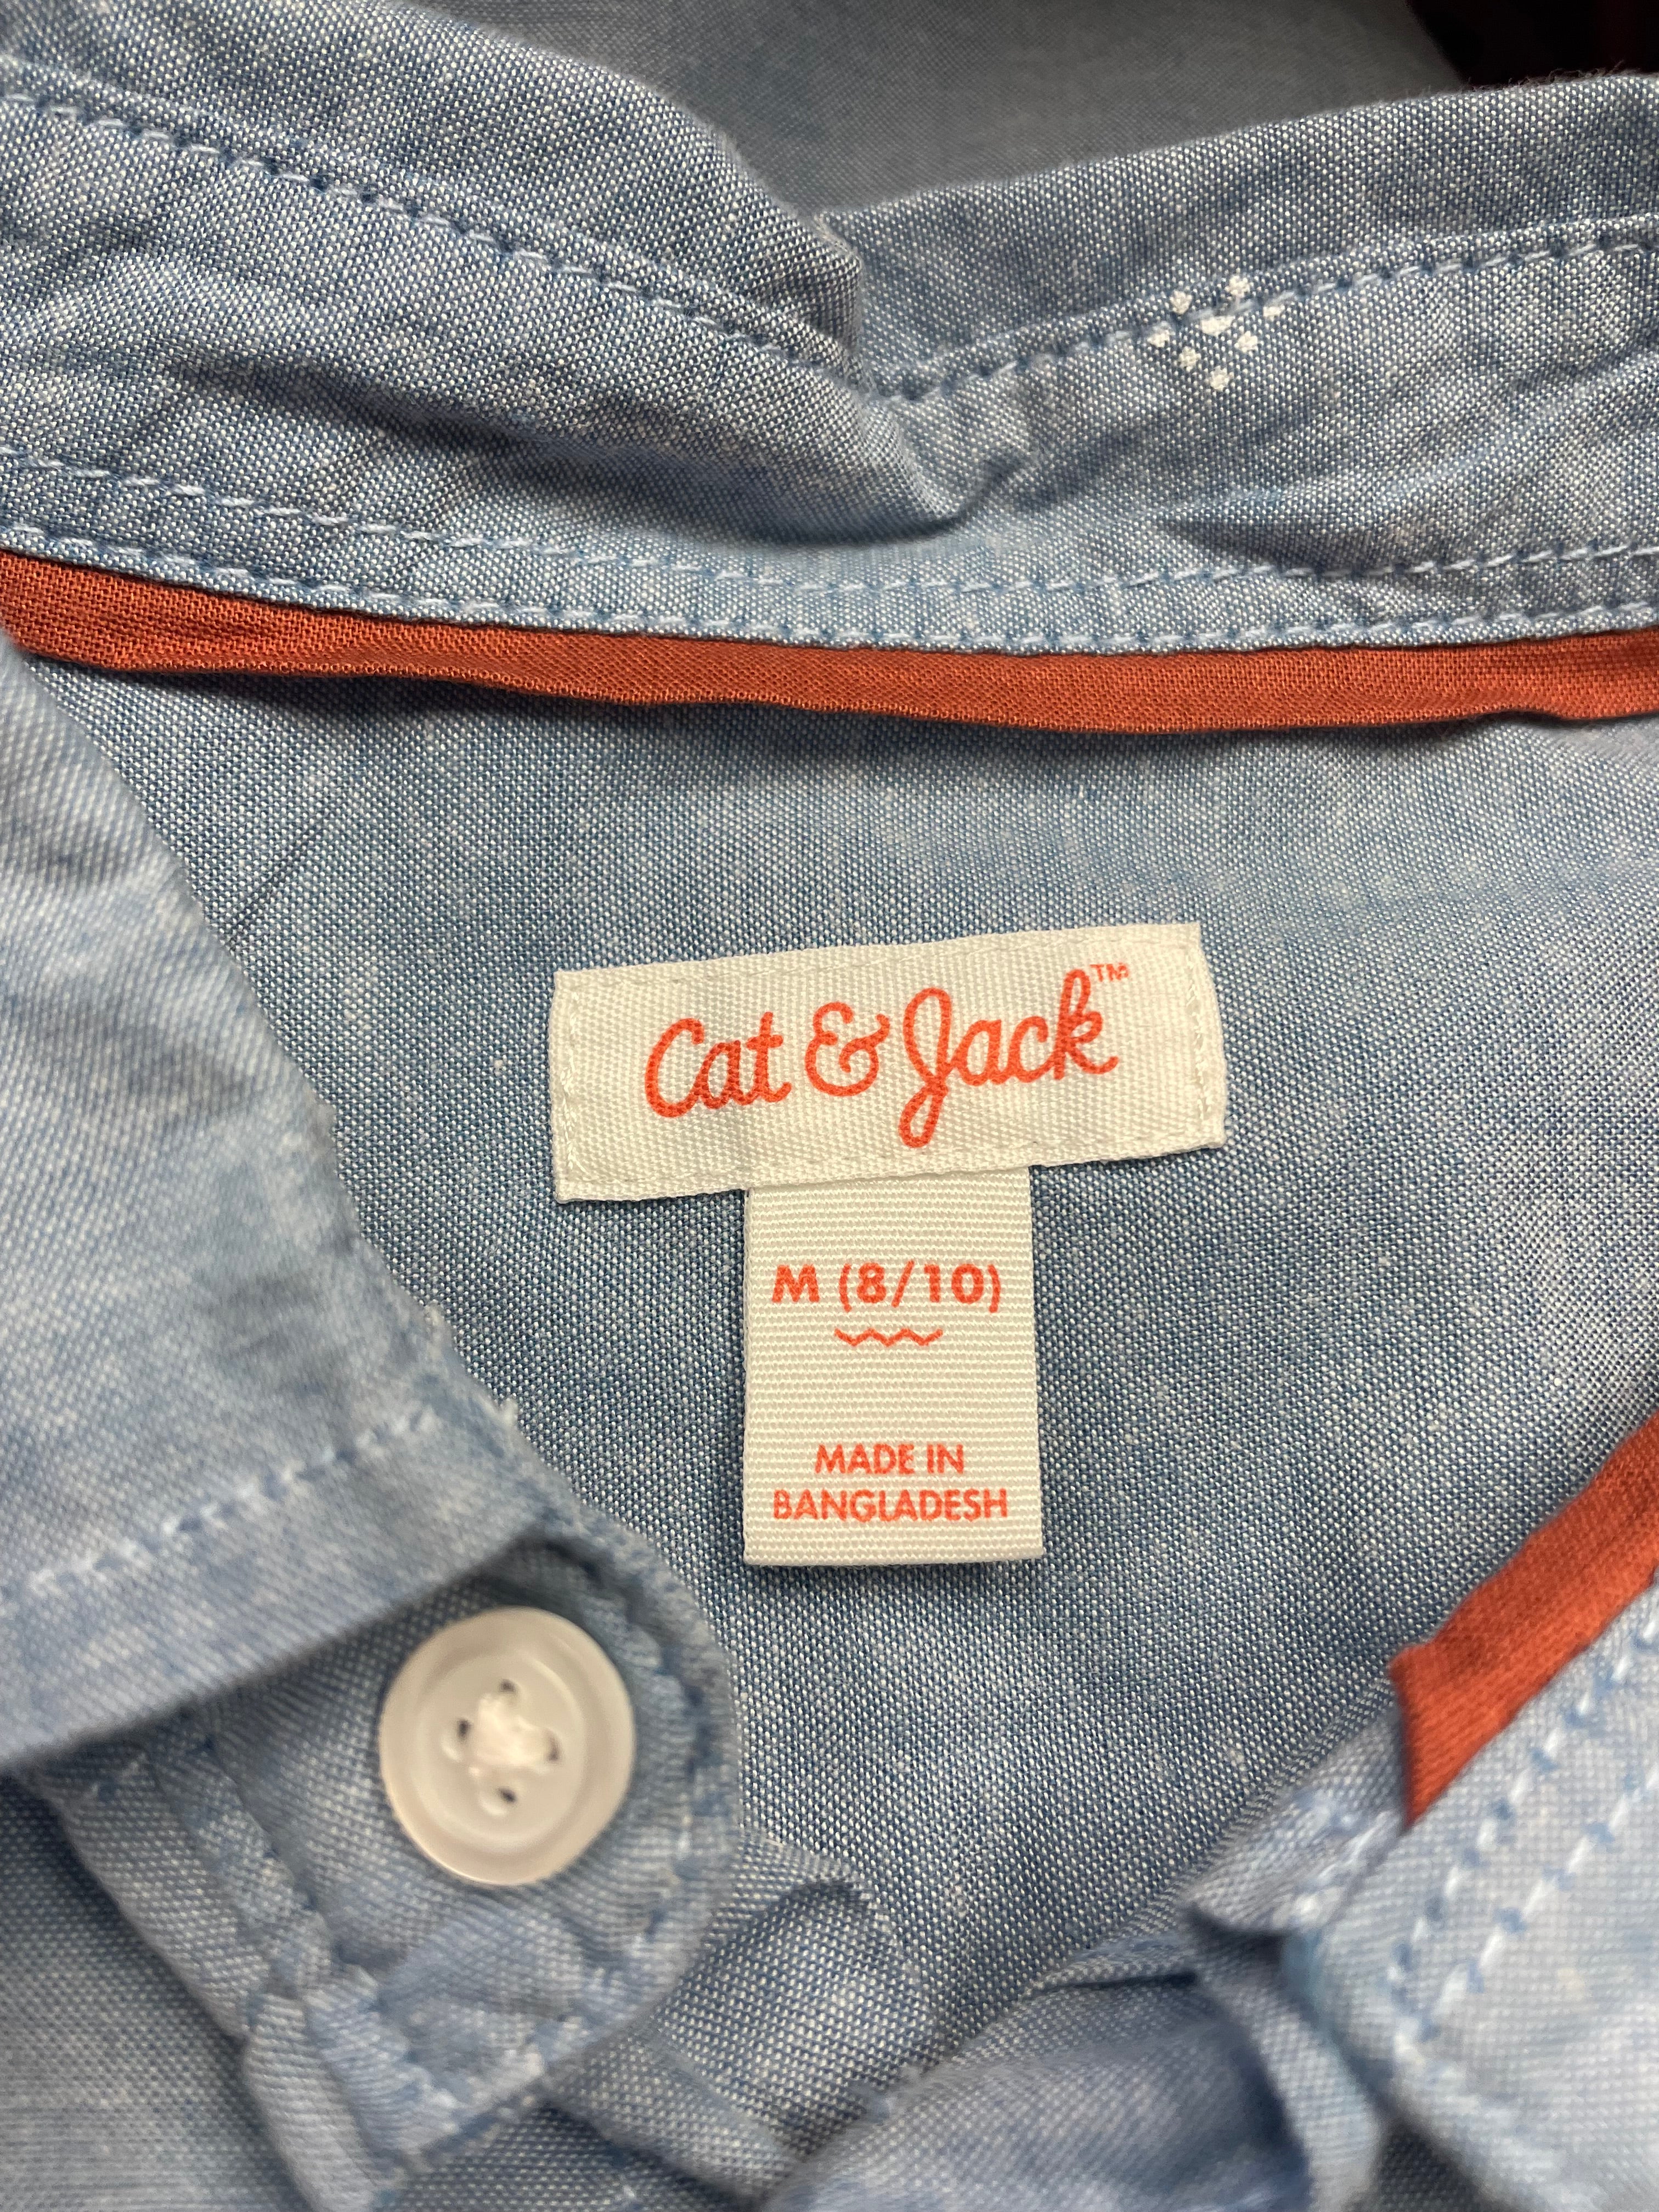 Cat & Jack™
M (8/10)
MADE IN
BANGLADESH